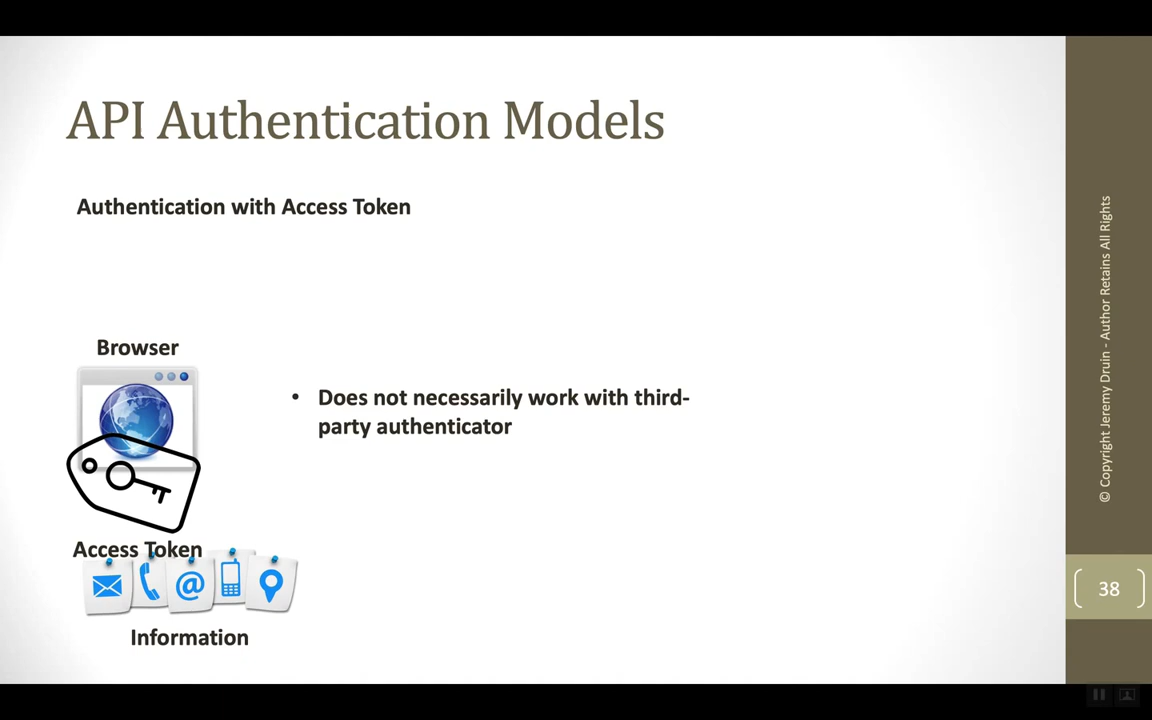 API Authentication Models
Authentication with Access Token
Browser
• Does not necessarily work with third-
party authenticator
Access Token
@
Information
© Copyright Jeremy Druin - Author Retains All Rights
38